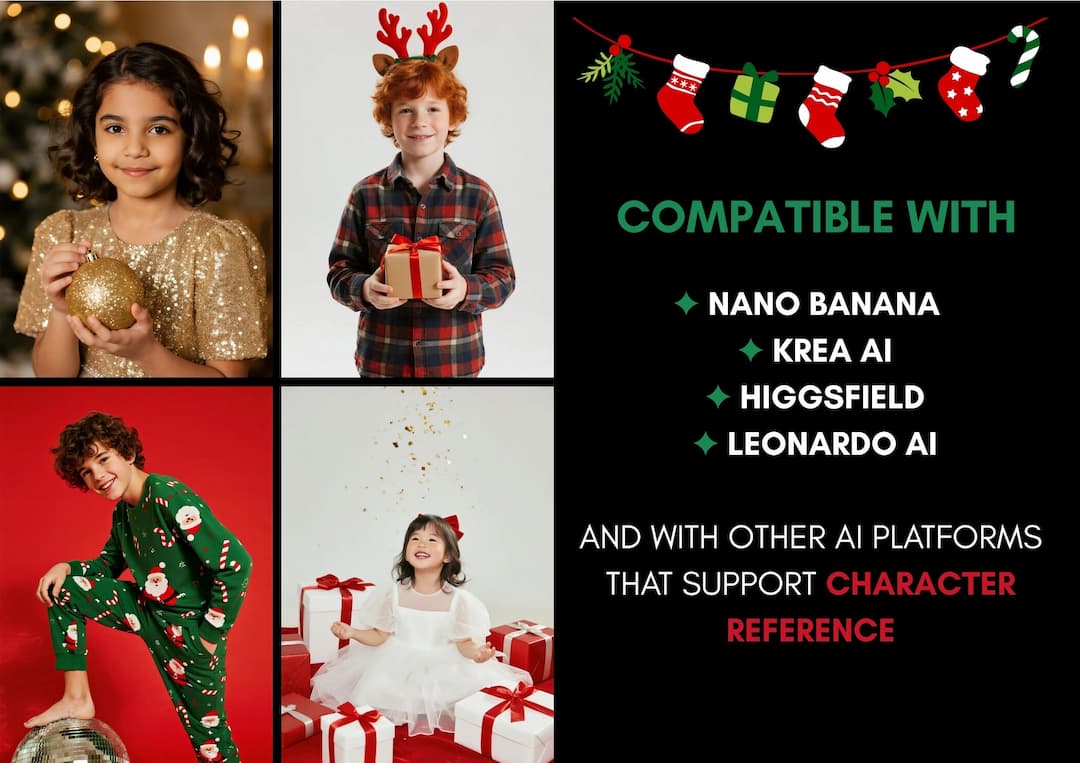 COMPATIBLE WITH
NANO BANANA
KREA AI
HIGGSFIELD
LEONARDO AI
AND WITH OTHER AI PLATFORMS
THAT SUPPORT CHARACTER
REFERENCE